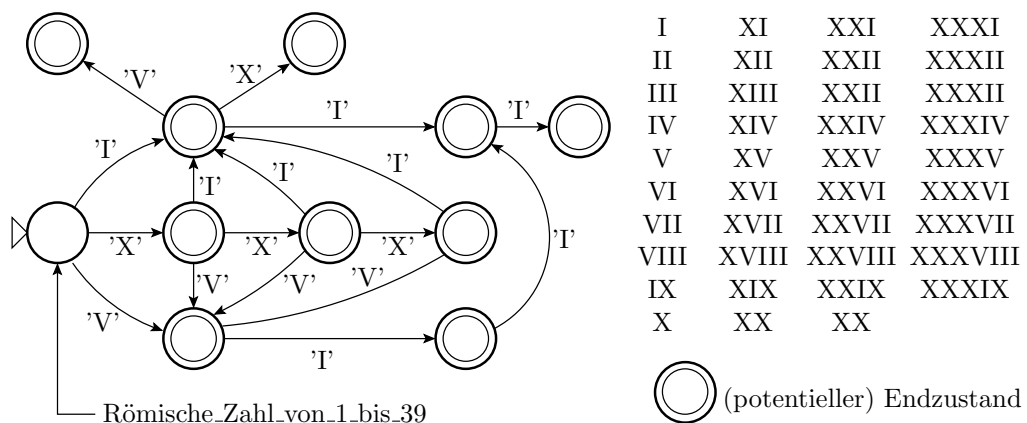 'V' 'X'
'I' 'I'
'I' 'I'
'I' 'I'
'X' 'X' 'X' 'I'
'V' 'V' 'V'
'V'
'I'
Römische_Zahl_von_1_bis_39
I XI XXI XXXI
II XII XXII XXXII
III XIII XXII XXXII
IV XIV XXIV XXXIV
V XV XXV XXXV
VI XVI XXVI XXXVI
VII XVII XXVII XXXVII
VIII XVIII XXVIII XXXVIII
IX XIX XXIX XXXIX
X XX XX
(potentieller) Endzustand